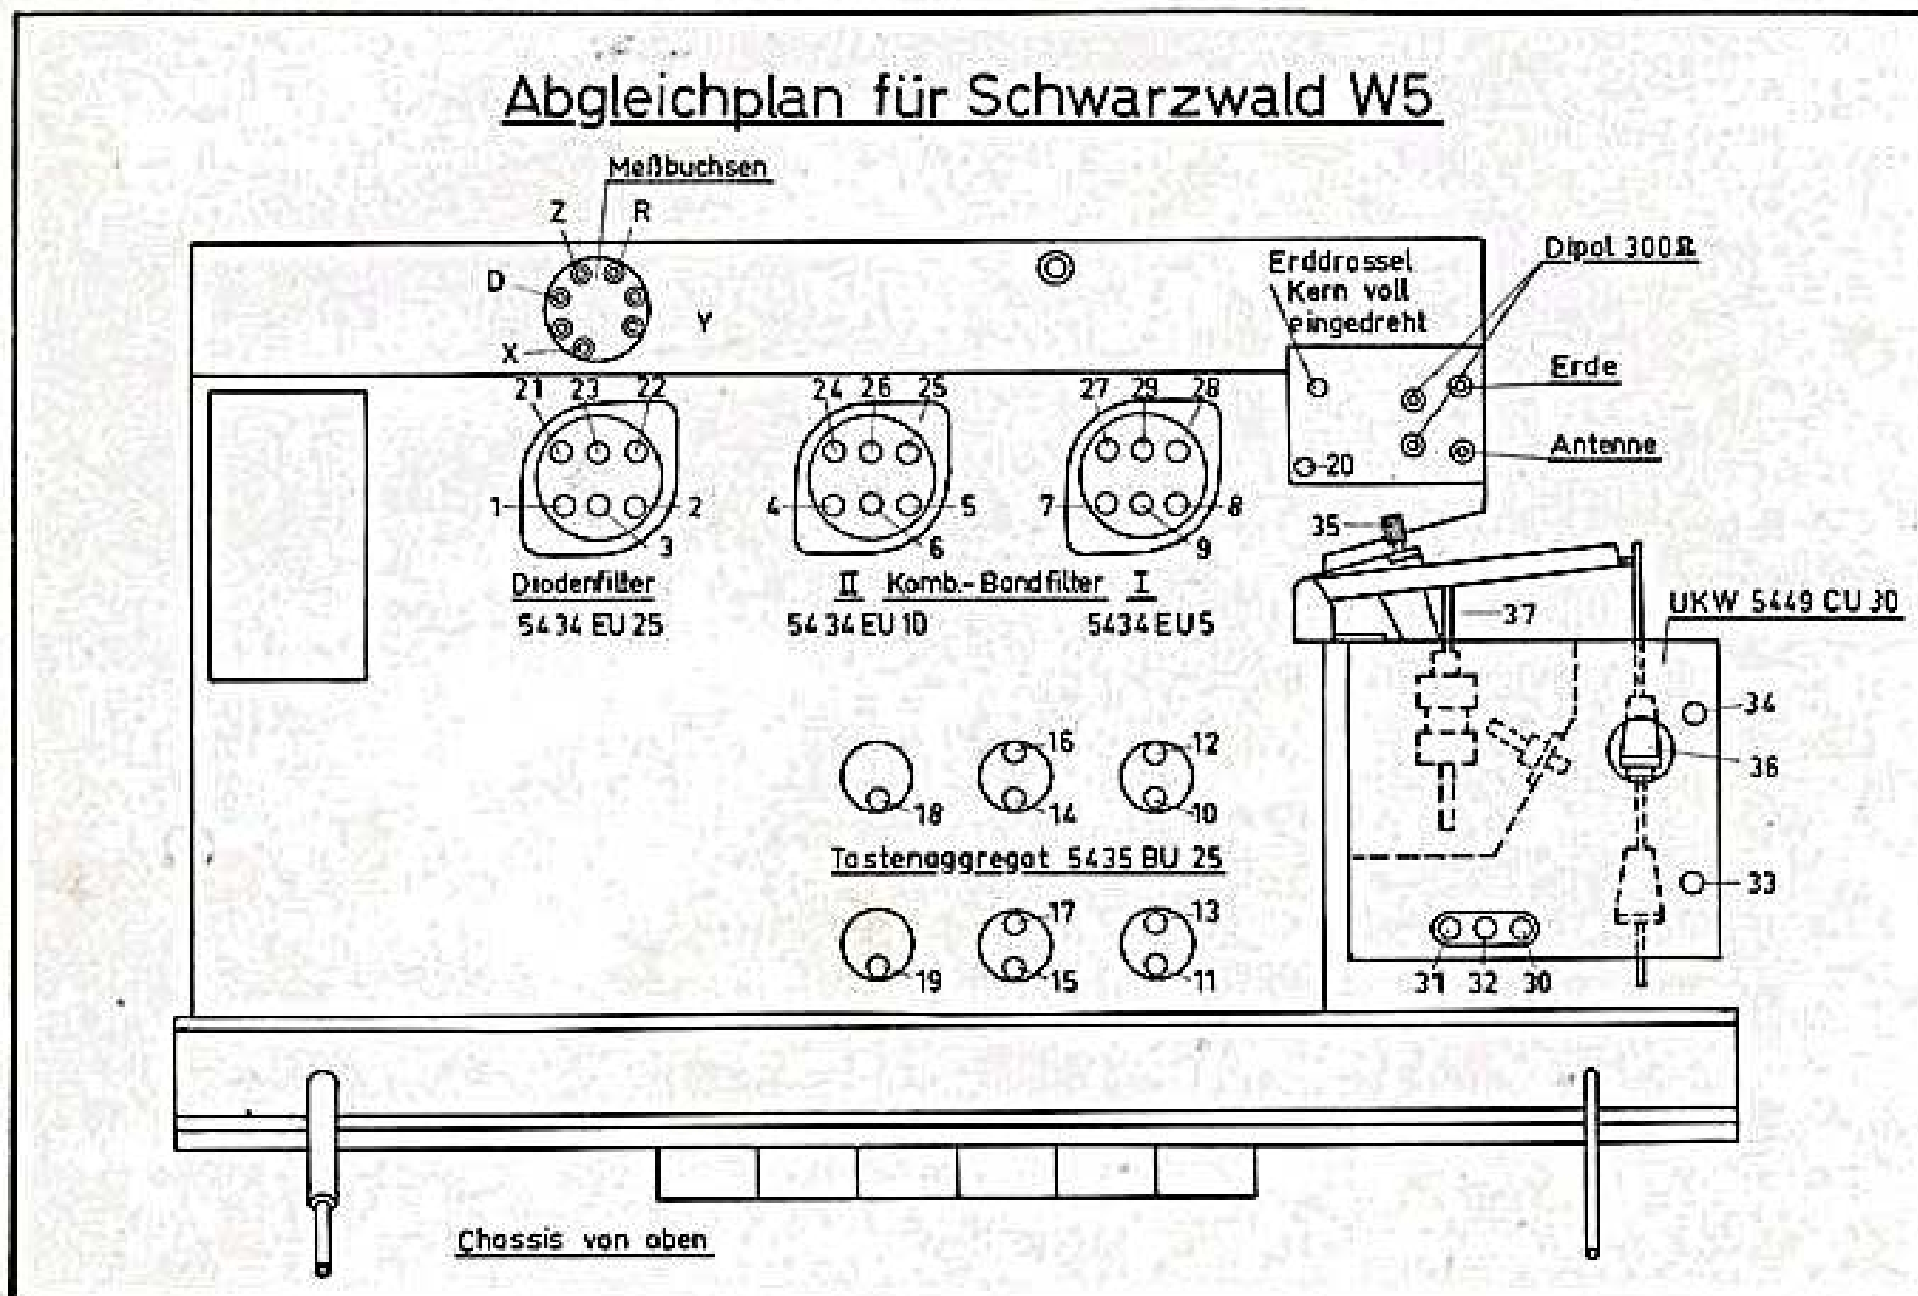 Abgleichplan für Schwarzwald W5
Meßbuchsen
Z R
D
Y
X
Erddrossel
Kern voll
eingedreht
Dipol 300Ω
Erde
Antenne
20
21 23 22
24 26 25
27 29 28
1 2
3
4 5
6
7 8
9
Diodenfilter
5434 EU 25
II Komb.-Bandfilter I
5434 EU 10
5434 EU 5
35
37
UKW 5449 CU 30
34
36
33
31 32 30
16 12
18 14 10
Tastenaggregat 5435 BU 25
17 13
19 15 11
Chassis von oben